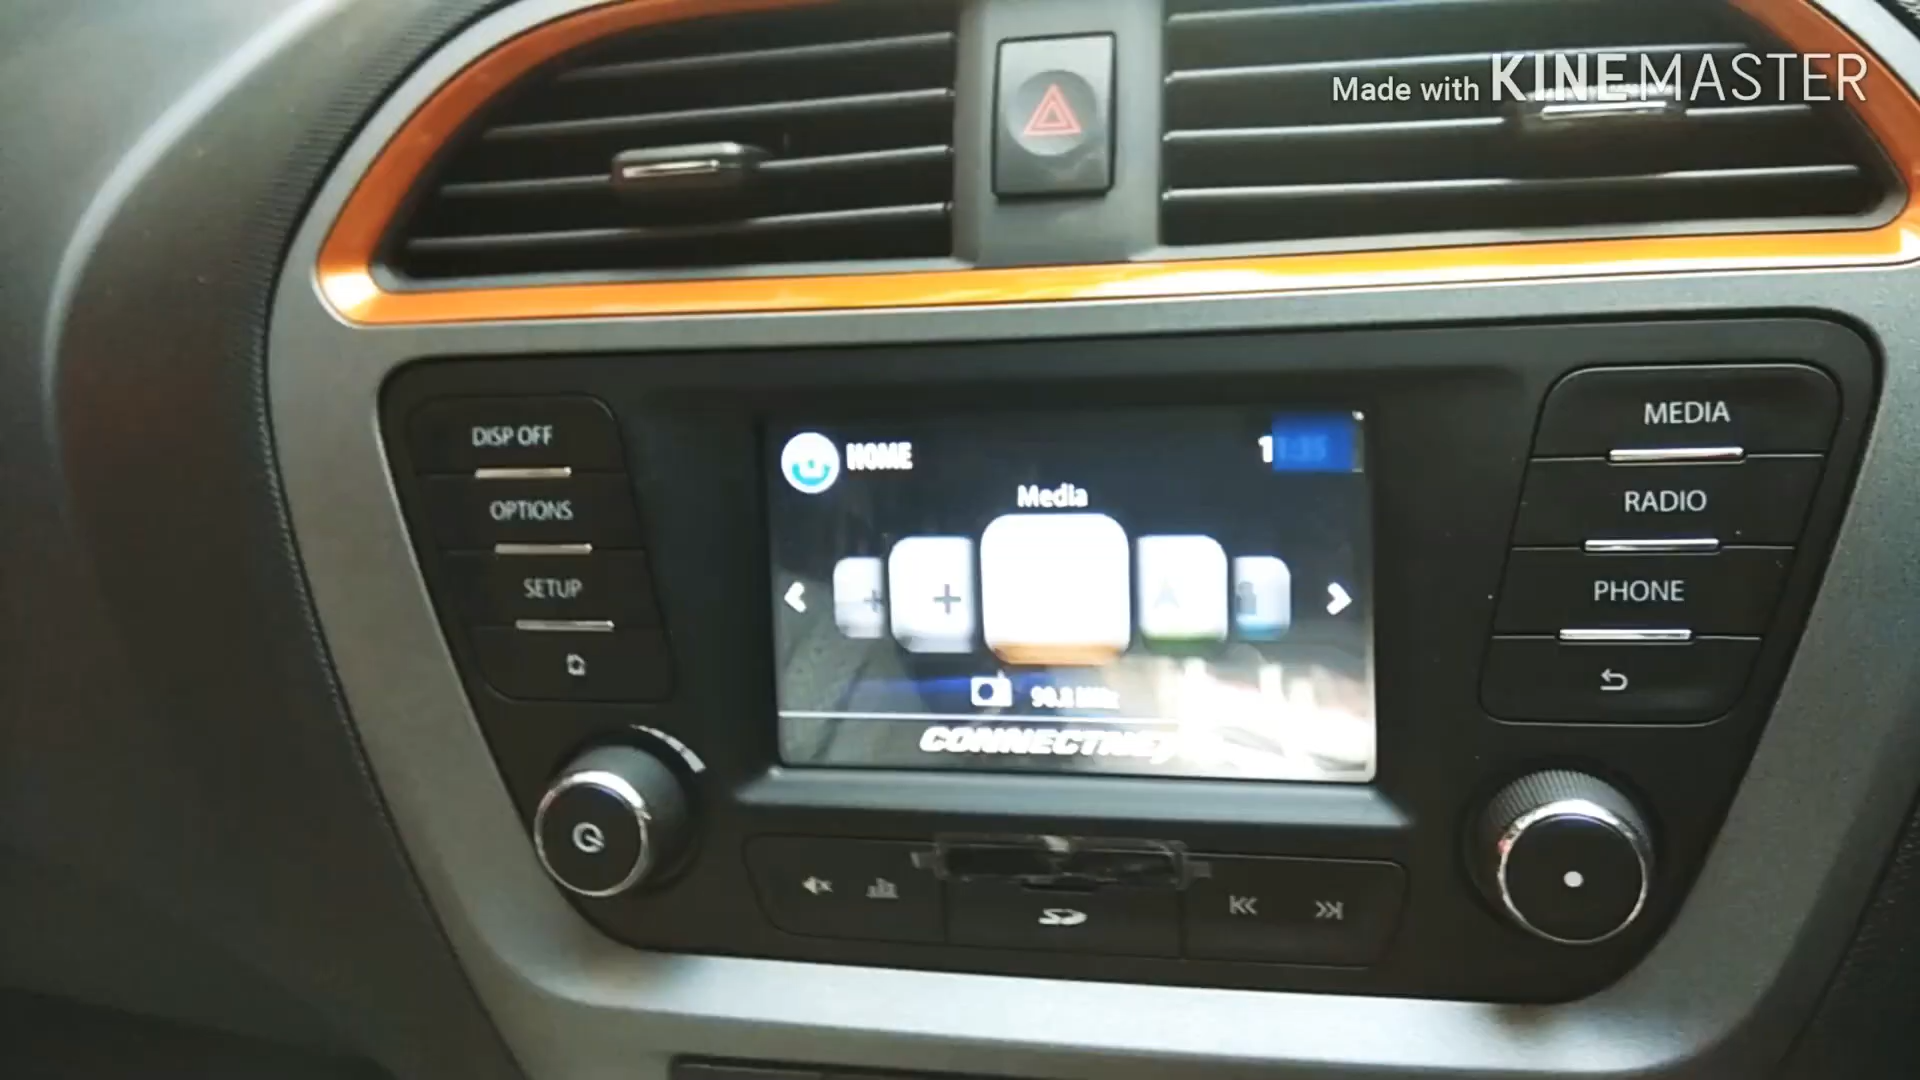 Made with KINEMASTER
DISP OFF
OPTIONS
SETUP
HOME
Media
MEDIA
RADIO
PHONE